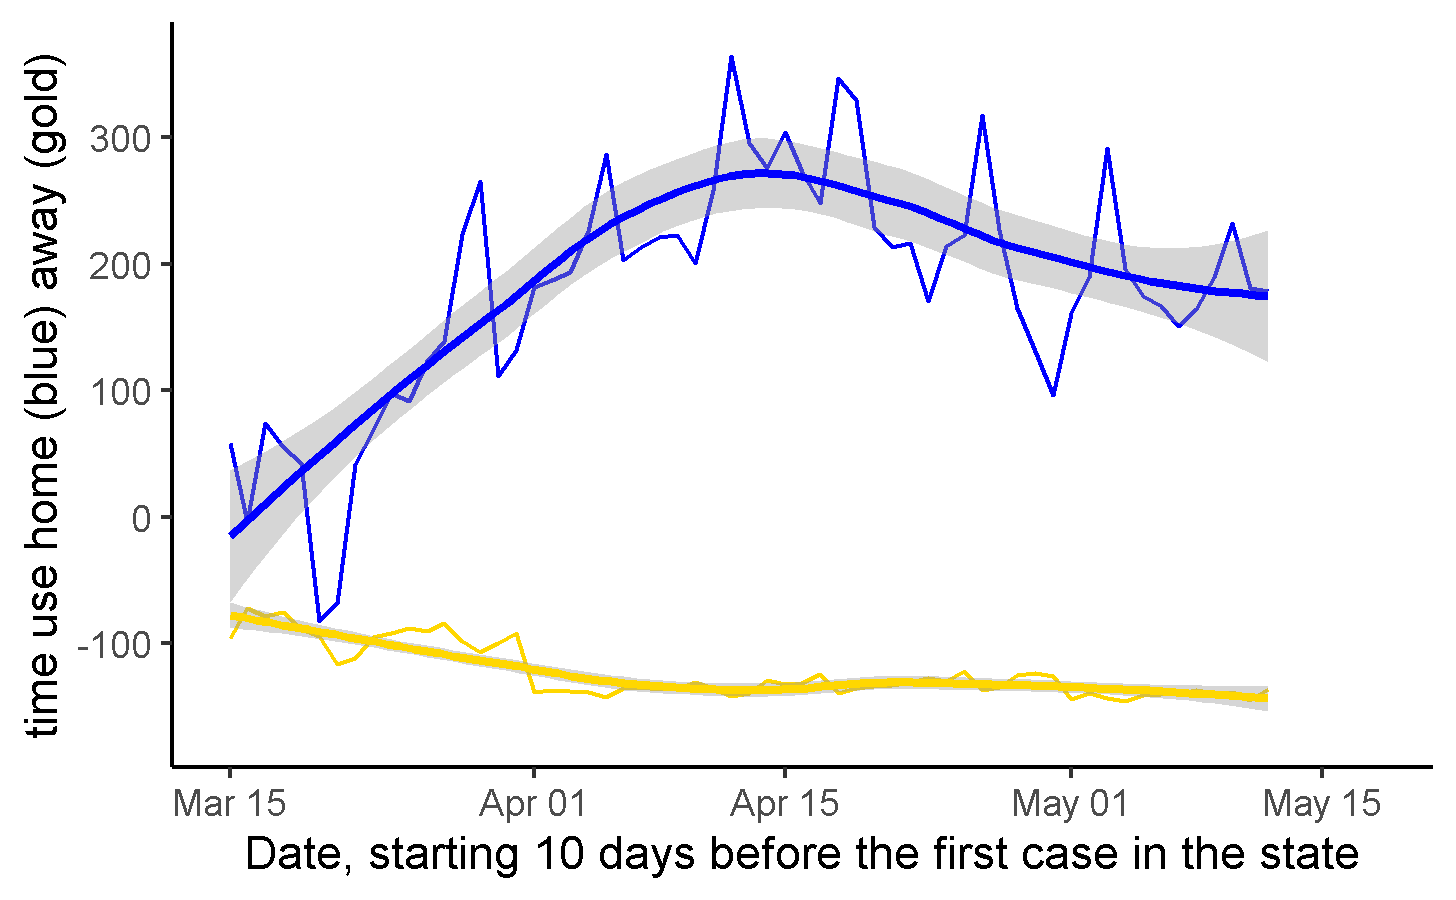 time use home (blue) away (gold)
300
200
100
0
-100
Mar 15
Apr 01
Apr 15
May 01
May 15
Date, starting 10 days before the first case in the state